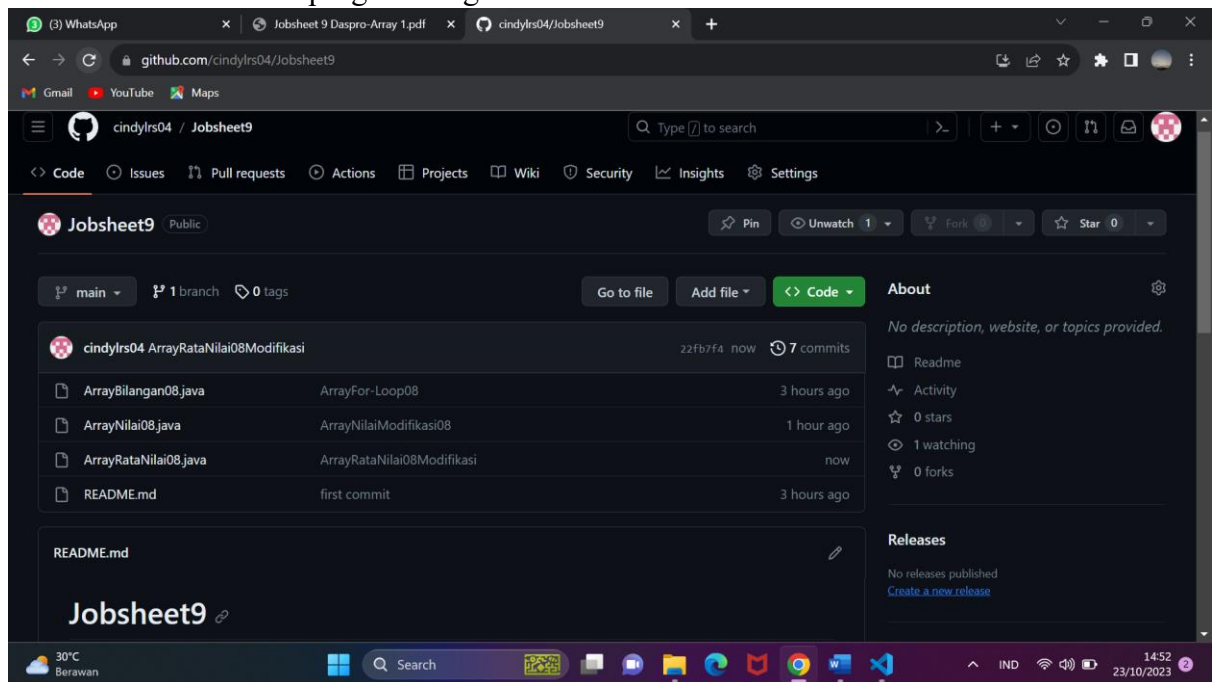 (3) WhatsApp
Jobsheet 9 Daspro-Array 1.pdf
cindylrs04/Jobsheet9
github.com/cindylrs04/Jobsheet9
Gmail YouTube Maps
cindylrs04 / Jobsheet9
Type / to search
Code Issues Pull requests Actions Projects Wiki Security Insights Settings
Jobsheet9 Public
Pin Unwatch 1 Fork 0 Star 0
main 1 branch 0 tags
Go to file Add file Code
cindylrs04 ArrayRataNilai08Modifikasi 22fb7f4 now 7 commits
ArrayBilangan08.java ArrayFor-Loop08 3 hours ago
ArrayNilai08.java ArrayNilaiModifikasi08 1 hour ago
ArrayRataNilai08.java ArrayRataNilai08Modifikasi now
README.md first commit 3 hours ago
README.md
Jobsheet9
About
No description, website, or topics provided.
Readme
Activity
0 stars
1 watching
0 forks
Releases
No releases published
Create a new release
30°C
Berawan
Search
IND
14:52
23/10/2023
2